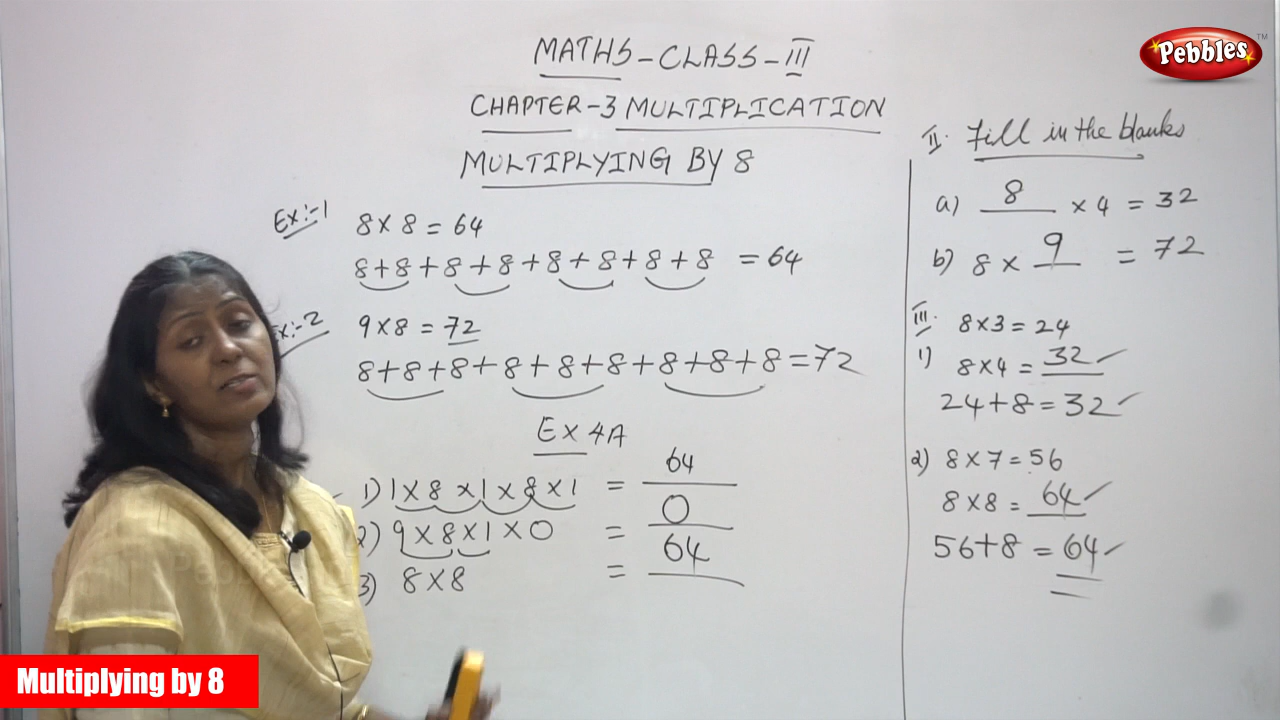 MATHS - CLASS - III
CHAPTER - 3 MULTIPLICATION
MULTIPLYING BY 8
Ex:-1
8 × 8 = 64
8+8+8+8+8+8+8+8 = 64
Ex:-2
9 × 8 = 72
8+8+8+8+8+8+8+8+8=72
Ex 4A
1) 1 × 8 × 1 × 8 × 1 = 64
2) 9 × 8 × 1 × 0 = 0
3) 8 × 8 = 64
II. Fill in the blanks
a) 8 × 4 = 32
b) 8 × 9 = 72
III. 8×3 = 24
1) 8×4 = 32 ✓
24+8 = 32 ✓
2) 8 × 7 = 56
8×8 = 64 ✓
56+8 = 64 ✓
Pebbles TM
Multiplying by 8